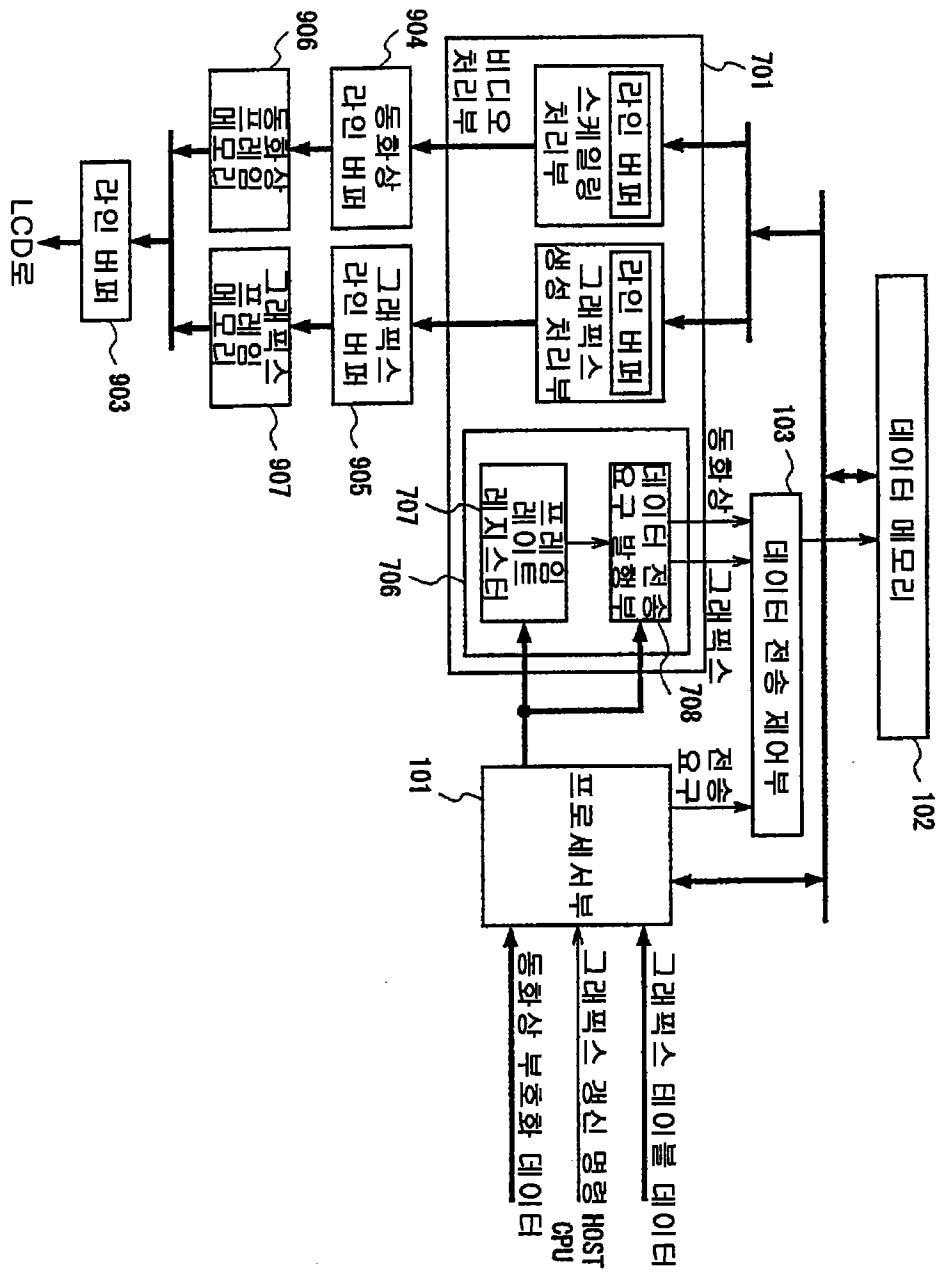 데이터 메모리
102
103
데이터 전송 제어부
701
비디오
처리부
라인 버퍼
스케일링
처리부
라인 버퍼
그래픽스
생성 처리부
동화상
그래픽스
데이터 전송
요구 발행부
708
프레임
레이트
레지스터
707
706
전송
요구
101
프로세서부
그래픽스 테이블 데이터
그래픽스 갱신 명령
HOST
CPU
동화상 부호화 데이터
904
동화상
라인 버퍼
그래픽스
라인 버퍼
905
906
동화상
프레임
메모리
그래픽스
프레임
메모리
907
라인 버퍼
903
LCD로